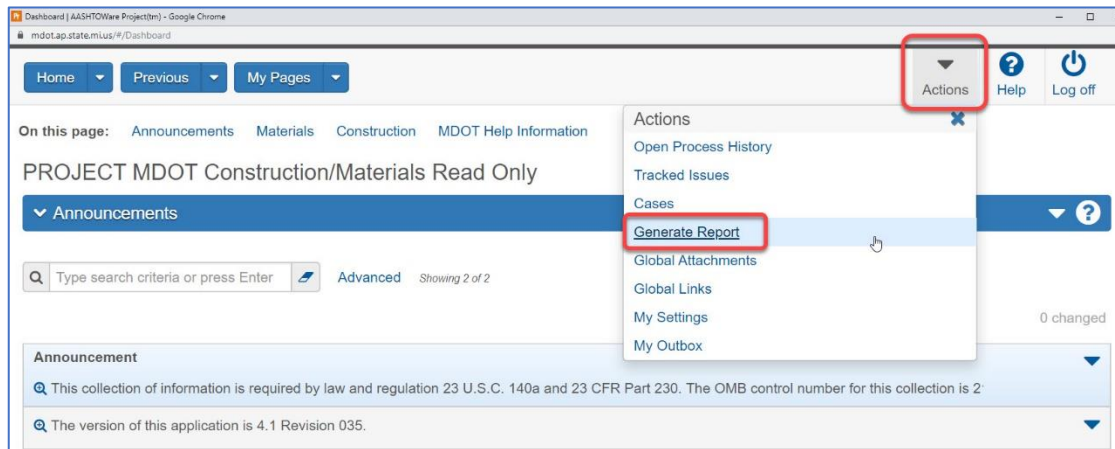 Dashboard | AASHTOWare Project(tm) - Google Chrome
mdot.ap.state.mi.us/#/Dashboard
Home Previous My Pages
Actions Help Log off
On this page: Announcements Materials Construction MDOT Help Information
PROJECT MDOT Construction/Materials Read Only
Announcements
Type search criteria or press Enter Advanced Showing 2 of 2
0 changed
Actions
Open Process History
Tracked Issues
Cases
Generate Report
Global Attachments
Global Links
My Settings
My Outbox
Announcement
This collection of information is required by law and regulation 23 U.S.C. 140a and 23 CFR Part 230. The OMB control number for this collection is 2
The version of this application is 4.1 Revision 035.